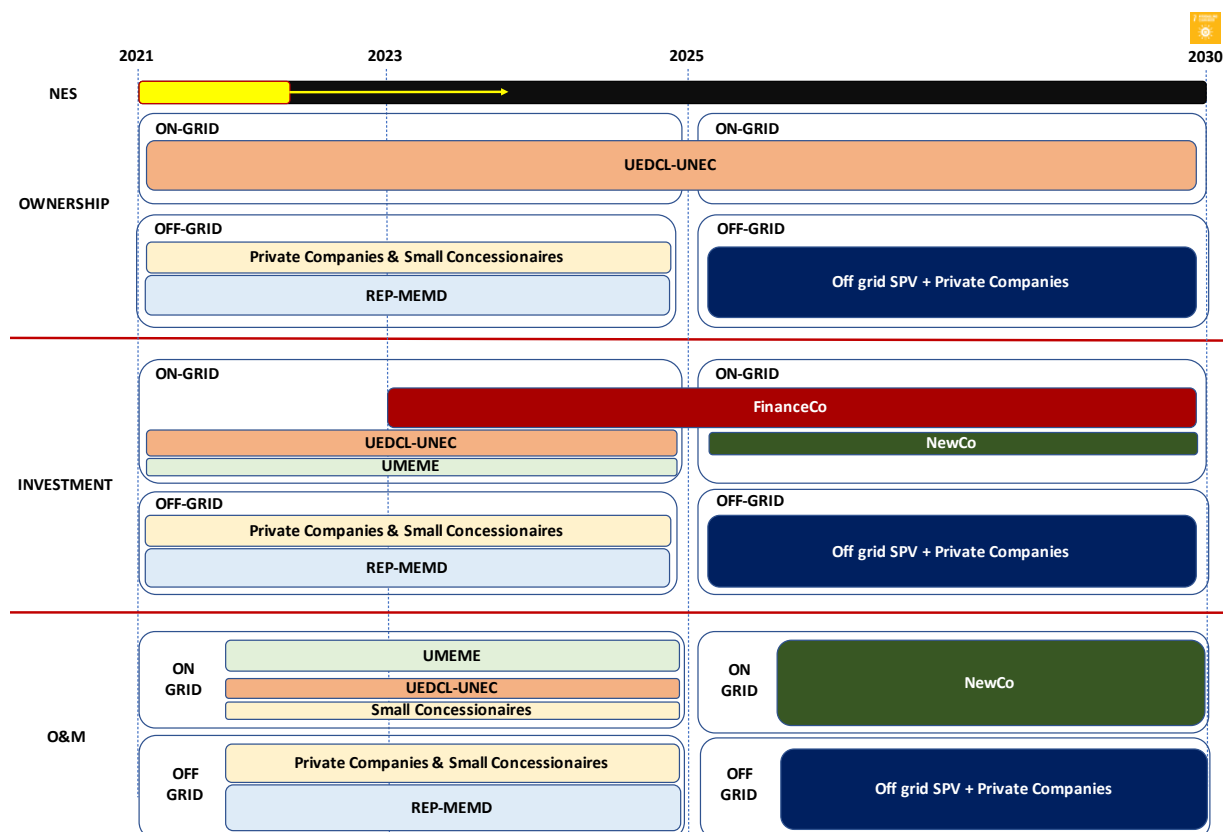 2021 2023 2025 2030
NES
ON-GRID ON-GRID
UEDCL-UNEC
OWNERSHIP
OFF-GRID OFF-GRID
Private Companies & Small Concessionaires
Off grid SPV + Private Companies
REP-MEMD
ON-GRID ON-GRID
FinanceCo
UEDCL-UNEC NewCo
UMEME
INVESTMENT
OFF-GRID OFF-GRID
Private Companies & Small Concessionaires
Off grid SPV + Private Companies
REP-MEMD
ON
GRID
UMEME
UEDCL-UNEC
Small Concessionaires
ON
GRID
NewCo
O&M
OFF
GRID
Private Companies & Small Concessionaires
REP-MEMD
OFF
GRID
Off grid SPV + Private Companies